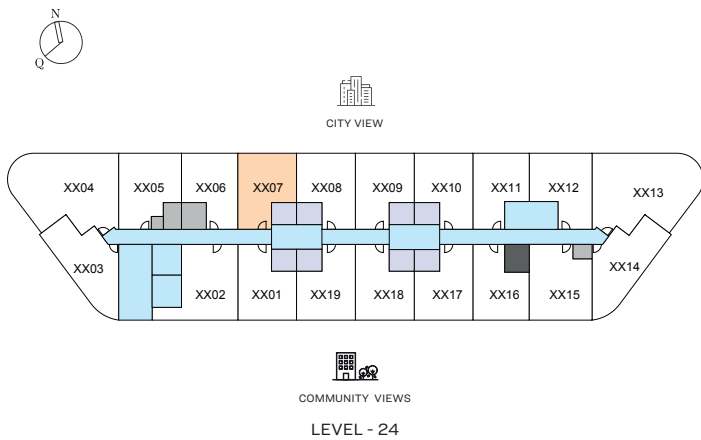 N
Q
CITY VIEW
XX04 XX05 XX06 XX07 XX08 XX09 XX10 XX11 XX12 XX13
XX03 XX14
XX02 XX01 XX19 XX18 XX17 XX16 XX15
COMMUNITY VIEWS
LEVEL - 24